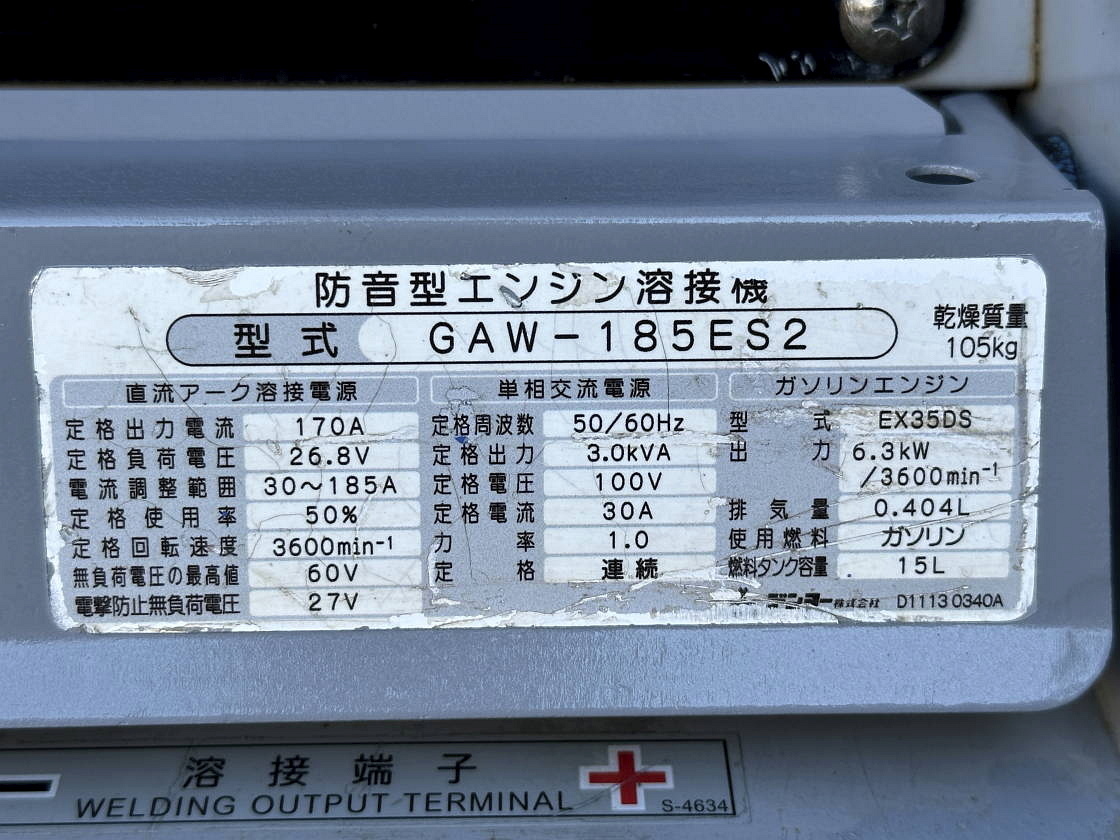 防音型エンジン溶接機
型式 GAW-185ES2
乾燥質量
105kg
直流アーク溶接電源
定格出力電流 170A
定格負荷電圧 26.8V
電流調整範囲 30～185A
定格使用率 50%
定格回転速度 3600min⁻¹
無負荷電圧の最高値 60V
電撃防止無負荷電圧 27V
単相交流電源
定格周波数 50/60Hz
定格出力 3.0kVA
定格電圧 100V
定格電流 30A
力率 1.0
定格 連続
ガソリンエンジン
型式 EX35DS
出力 6.3kW
/3600min⁻¹
排気量 0.404L
使用燃料 ガソリン
燃料タンク容量 15L
デンヨー株式会社 D11130340A
溶接端子
WELDING OUTPUT TERMINAL
S-4634